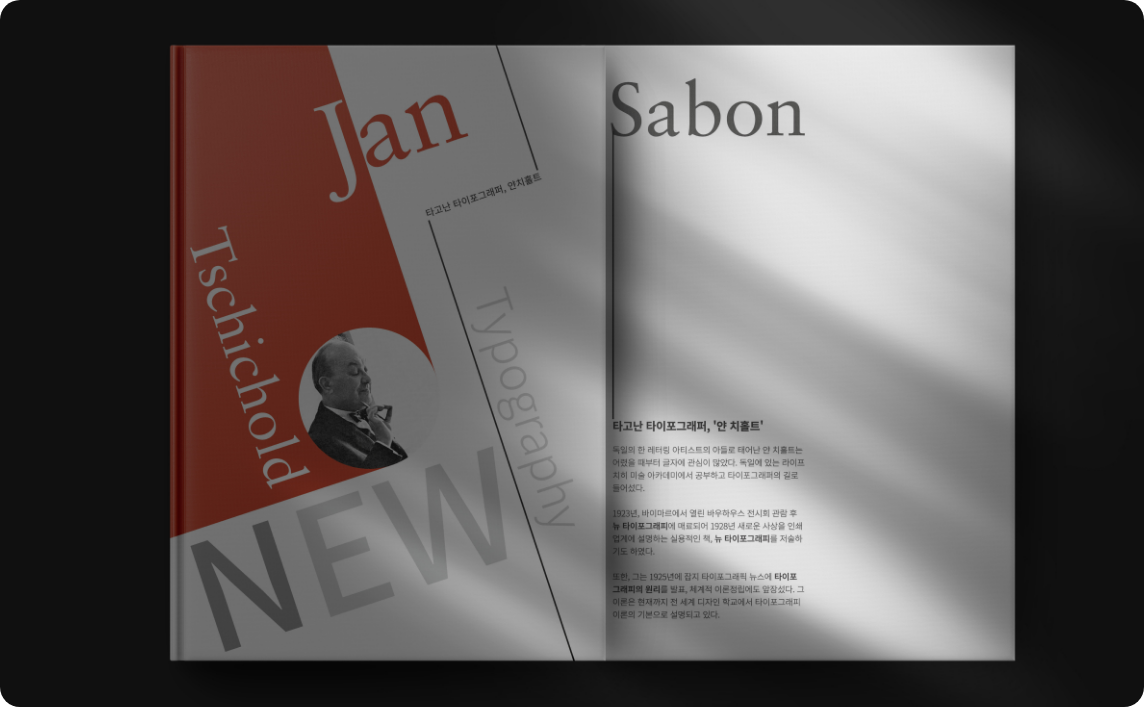 Jan
타고난 타이포그래퍼, 얀치홀트
Tschichold
Typography
NEW
Sabon
타고난 타이포그래퍼, '얀 치홀트'
독일의 한 레터링 아티스트의 아들로 태어난 얀 치홀트는
어렸을 때부터 글자에 관심이 많았다. 독일에 있는 라이프
치히 미술 아카데미에서 공부하고 타이포그래퍼의 길로
들어섰다.
1923년, 바이마르에서 열린 바우하우스 전시회 관람 후
뉴 타이포그래피에 매료되어 1928년 새로운 사상을 인쇄
업계에 설명하는 실용적인 책, 뉴 타이포그래피를 저술하
기도 하였다.
또한, 그는 1925년에 잡지 타이포그래픽 뉴스에 타이포
그래피의 원리를 발표, 체계적 이론정립에도 앞장섰다. 그
이론은 현재까지 전 세계 디자인 학교에서 타이포그래피
이론의 기본으로 설명되고 있다.